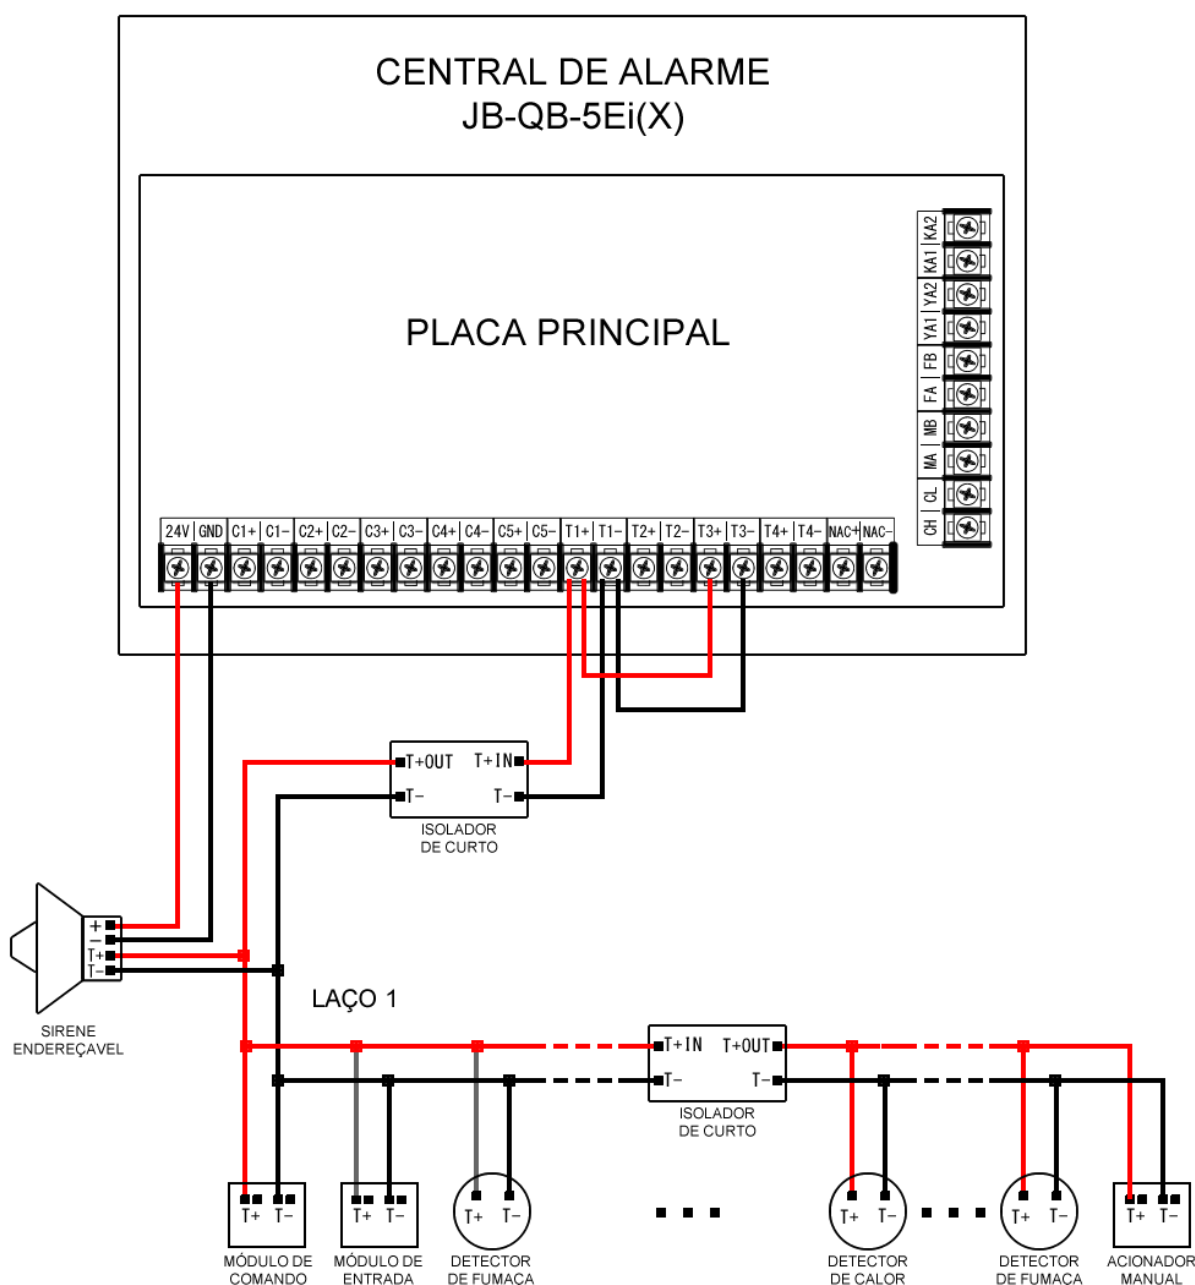 CENTRAL DE ALARME
JB-QB-5Ei(X)
PLACA PRINCIPAL
KA2
KA1
YA2
YA1
FB
FA
MB
MA
CL
CH
24V GND C1+ C1- C2+ C2- C3+ C3- C4+ C4- C5+ C5- T1+ T1- T2+ T2- T3+ T3- T4+ T4- NAC+ NAC-
T+OUT T+IN
T- T-
ISOLADOR
DE CURTO
+
-
T+
T-
SIRENE
ENDEREÇAVEL
LAÇO 1
T+IN T+OUT
T- T-
ISOLADOR
DE CURTO
T+ T-
MÓDULO DE
COMANDO
T+ T-
MÓDULO DE
ENTRADA
T+ T-
DETECTOR
DE FUMACA
T+ T-
DETECTOR
DE CALOR
T+ T-
DETECTOR
DE FUMACA
T+ T-
ACIONADOR
MANUAL